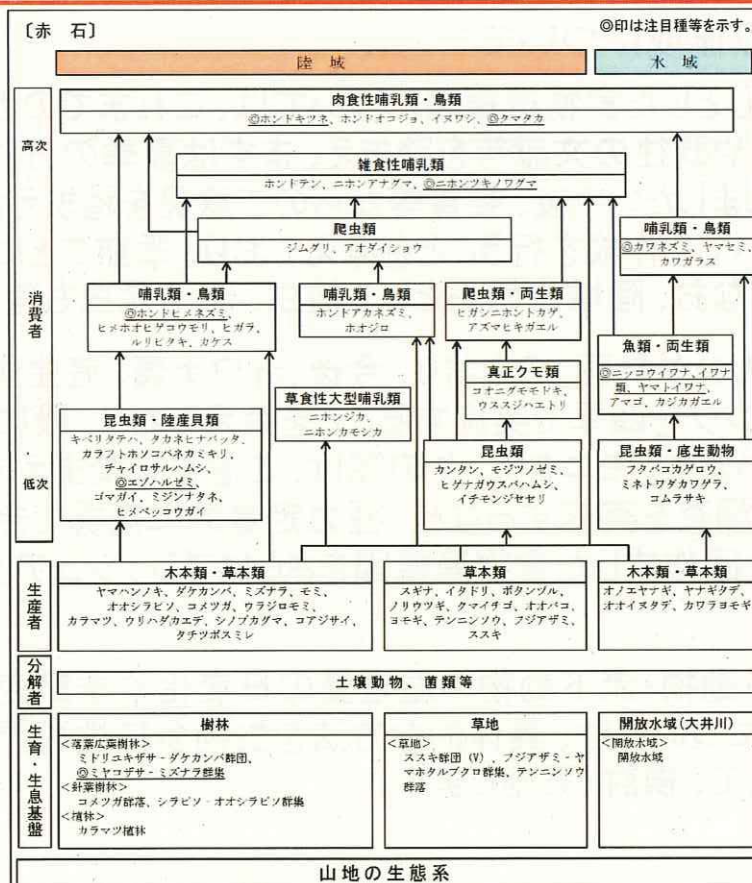 〔赤 石〕
◎印は注目種等を示す。
陸域
水域
肉食性哺乳類・鳥類
◎ホンドキツネ、ホンドオコジョ、イヌワシ、◎クマタカ
高次
雑食性哺乳類
ホンドテン、ニホンアナグマ、◎ニホンツキノワグマ
爬虫類
ジムグリ、アオダイショウ
哺乳類・鳥類
◎カワネズミ、ヤマセミ、
カワガラス
消費者
哺乳類・鳥類
◎ホンドヒメネズミ、
ヒメホオヒゲコウモリ、ヒガラ、
ルリビタキ、カケス
哺乳類・鳥類
ホンドアカネズミ、
ホオジロ
爬虫類・両生類
ヒガシニホントカゲ、
アズマヒキガエル
魚類・両生類
◎ニッコウイワナ、イワナ
類、ヤマトイワナ、
アマゴ、カジカガエル
真正クモ類
コオニグモモドキ、
ウススジハエトリ
草食性大型哺乳類
ニホンジカ、
ニホンカモシカ
昆虫類・陸産貝類
キベリタテハ、タカネヒナバッタ、
カラフトホソコバネカミキリ、
チャイロサルハムシ、
◎エゾハルゼミ、
ゴマガイ、ミジンナタネ、
ヒメベッコウガイ
昆虫類
カンタン、モジツノゼミ、
ヒゲナガウスバハムシ、
イチモンジセセリ
昆虫類・底生動物
フタバコカゲロウ、
ミネトワダカワゲラ、
コムラサキ
低次
生産者
木本類・草本類
ヤマハンノキ、ダケカンバ、ミズナラ、モミ、
オオシラビソ、コメツガ、ウラジロモミ、
カラマツ、ウリハダカエデ、シノブカグマ、コアジサイ、
タチツボスミレ
草本類
スギナ、イタドリ、ボタンヅル、
ノリウツギ、クマイチゴ、オオバコ、
ヨモギ、テンニンソウ、フジアザミ、
ススキ
木本類・草本類
オノエヤナギ、ヤナギタデ、
オオイヌタデ、カワラヨモギ
分解者
土壌動物、菌類等
生育・生息基盤
樹林
<落葉広葉樹林>
ミドリユキザサ-ダケカンバ群団、
◎ミヤコザサ-ミズナラ群集
<針葉樹林>
コメツガ群落、シラビソ-オオシラビソ群集
<植林>
カラマツ植林
草地
<草地>
ススキ群団(V)、フジアザミ-ヤ
マホタルブクロ群集、テンニンソウ
群落
開放水域(大井川)
<開放水域>
開放水域
山地の生態系